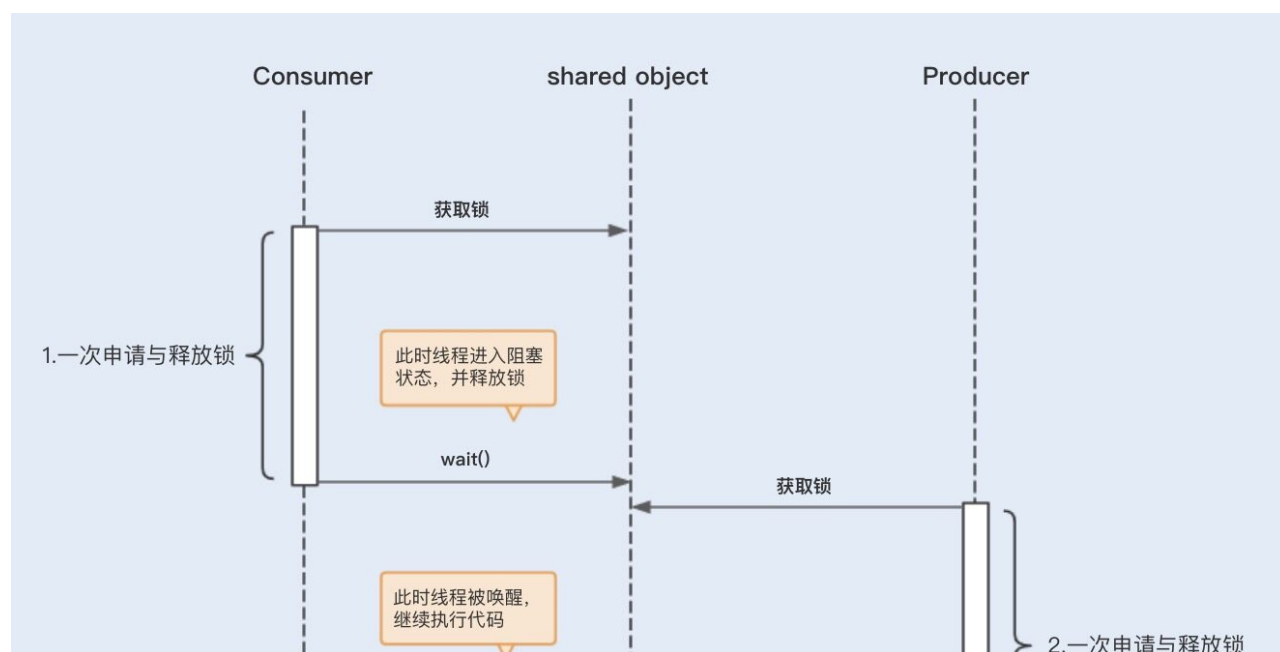 Consumer
shared object
Producer
获取锁
1.一次申请与释放锁
此时线程进入阻塞
状态，并释放锁
wait()
获取锁
此时线程被唤醒，
继续执行代码
2.一次申请与释放锁